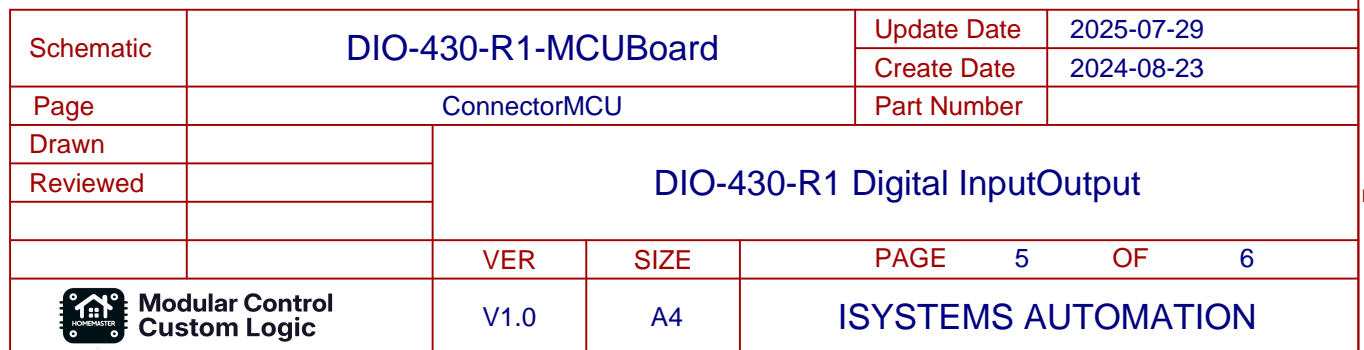 Schematic DIO-430-R1-MCUBoard Update Date 2025-07-29
Create Date 2024-08-23
Page ConnectorMCU Part Number
Drawn
Reviewed DIO-430-R1 Digital InputOutput
VER SIZE PAGE 5 OF 6
HOMEMASTER Modular Control
Custom Logic V1.0 A4 ISYSTEMS AUTOMATION